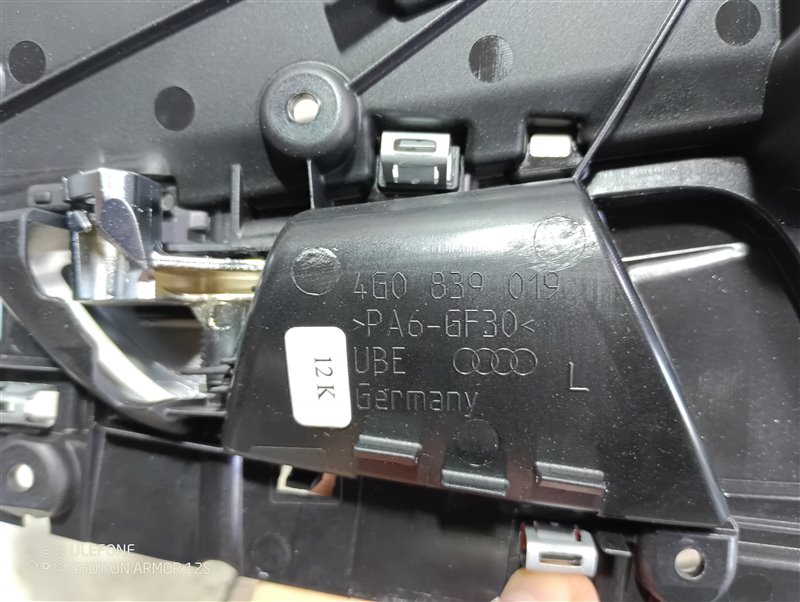 4G0 839 019
>PA6-GF30<
UBE
L
Germany
12K
ULEFONE
SHOT ON ARMOR 12S